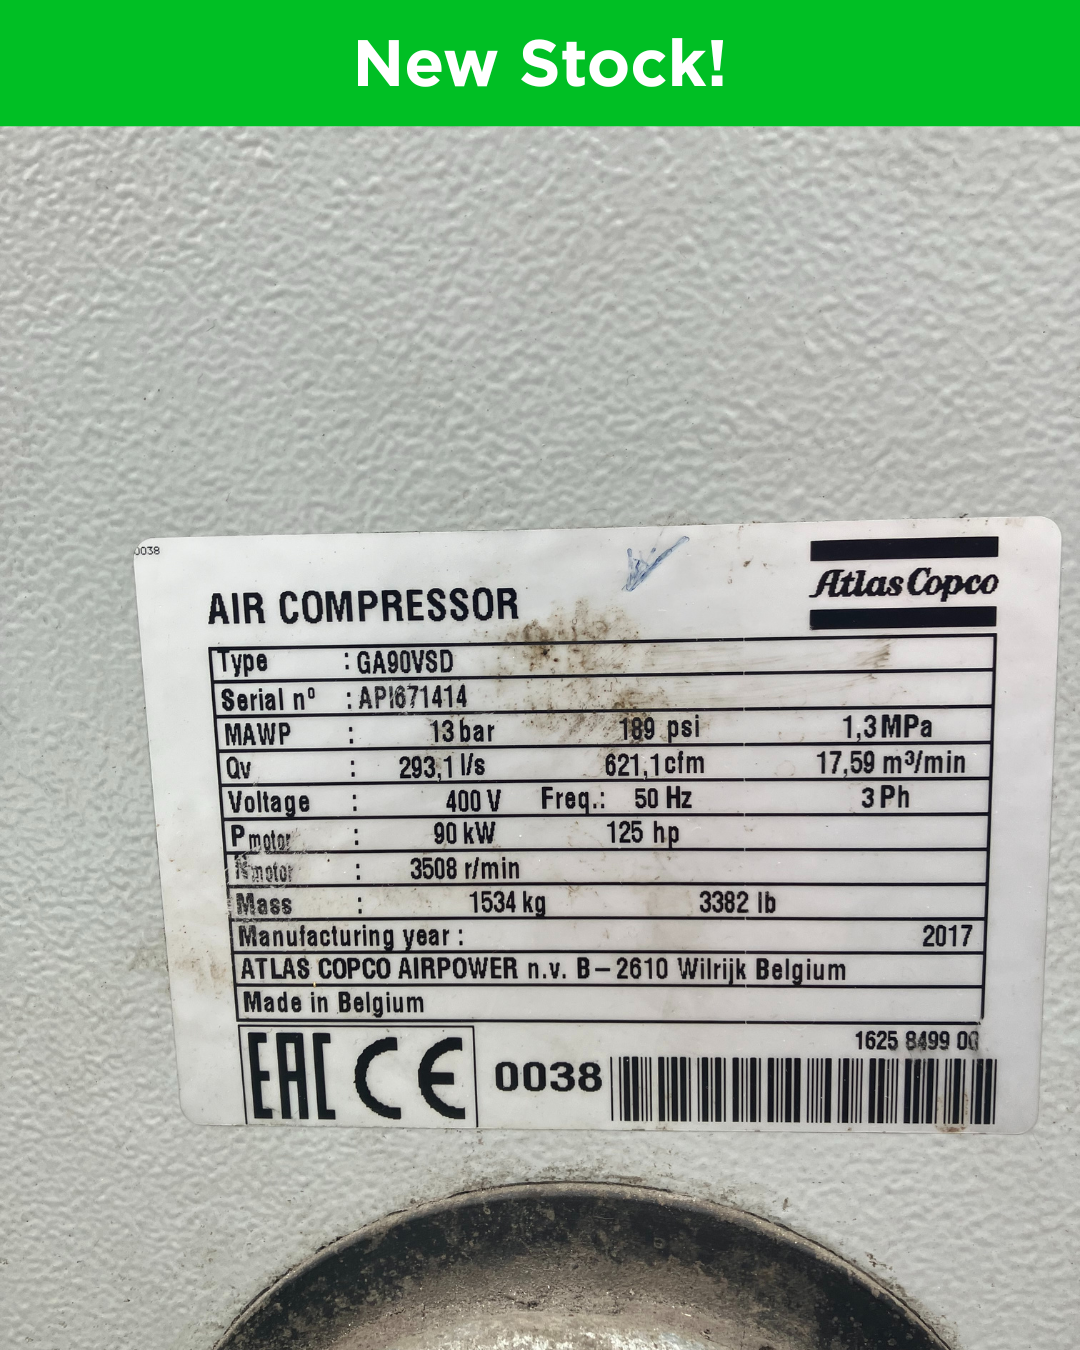 New Stock!
0038
AIR COMPRESSOR
Atlas Copco
Type : GA90VSD
Serial nº : API671414
MAWP : 13 bar 189 psi 1,3 MPa
Qv : 293,1 l/s 621,1 cfm 17,59 m³/min
Voltage : 400 V Freq.: 50 Hz 3 Ph
P motor : 90 kW 125 hp
N motor : 3508 r/min
Mass : 1534 kg 3382 lb
Manufacturing year : 2017
ATLAS COPCO AIRPOWER n.v. B-2610 Wilrijk Belgium
Made in Belgium
1625 8499 00
EAC CE 0038